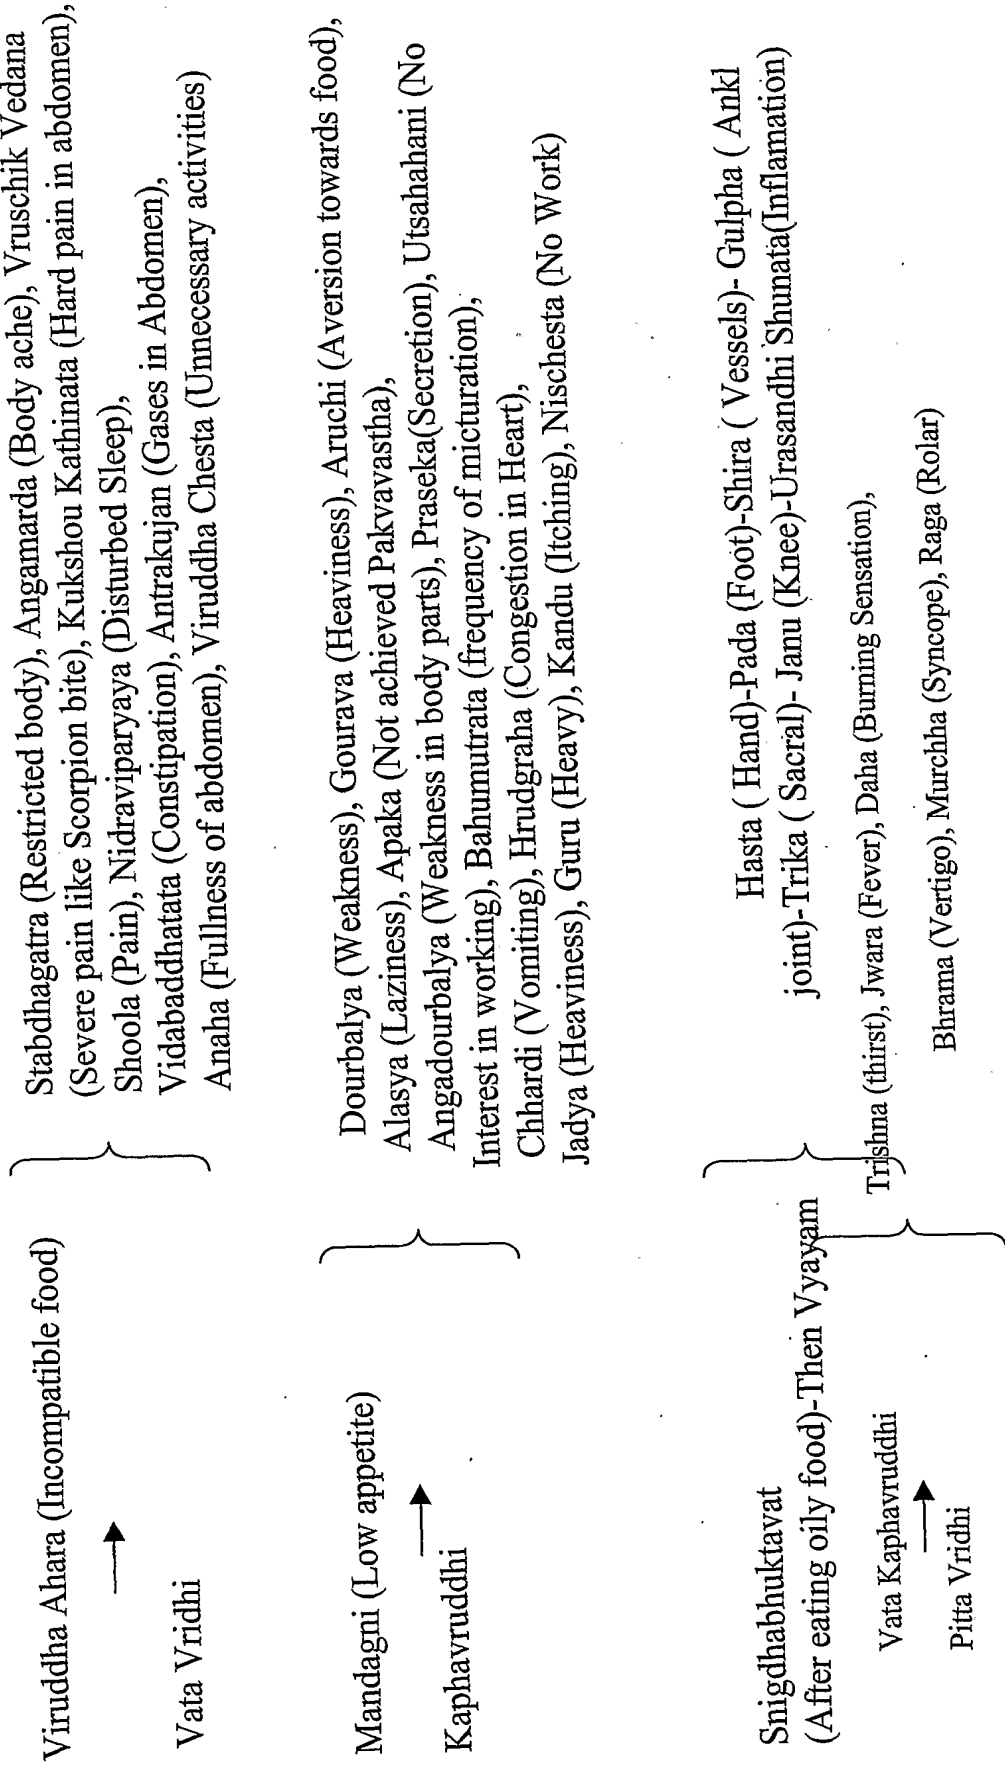 Viruddha Ahara (Incompatible food)
→
Vata Vridhi
Stabdhagatra (Restricted body), Angamarda (Body ache), Vruschik Vedana
(Severe pain like Scorpion bite), Kukshou Kathinata (Hard pain in abdomen),
Shoola (Pain), Nidraviparyaya (Disturbed Sleep),
Vidabaddhatata (Constipation), Antrakujan (Gases in Abdomen),
Anaha (Fullness of abdomen), Viruddha Chesta (Unnecessary activities)
Mandagni (Low appetite)
→
Kaphavruddhi
Dourbalya (Weakness), Gourava (Heaviness), Aruchi (Aversion towards food),
Alasya (Laziness), Apaka (Not achieved Pakvavastha),
Angadourbalya (Weakness in body parts), Praseka(Secretion), Utsahahani (No
Interest in working), Bahumutrata (frequency of micturation),
Chhardi (Vomiting), Hrudgraha (Congestion in Heart),
Jadya (Heaviness), Guru (Heavy), Kandu (Itching), Nischesta (No Work)
Snigdhabhuktavat
(After eating oily food)-Then Vyayam
Hasta ( Hand)-Pada (Foot)-Shira ( Vessels)- Gulpha ( Ankl
joint)-Trika ( Sacral)- Janu (Knee)-Urasandhi Shunata(Inflamation)
Vata Kaphavruddhi
→
Pitta Vridhi
Trishna (thirst), Jwara (Fever), Daha (Burning Sensation),
Bhrama (Vertigo), Murchha (Syncope), Raga (Rolar)